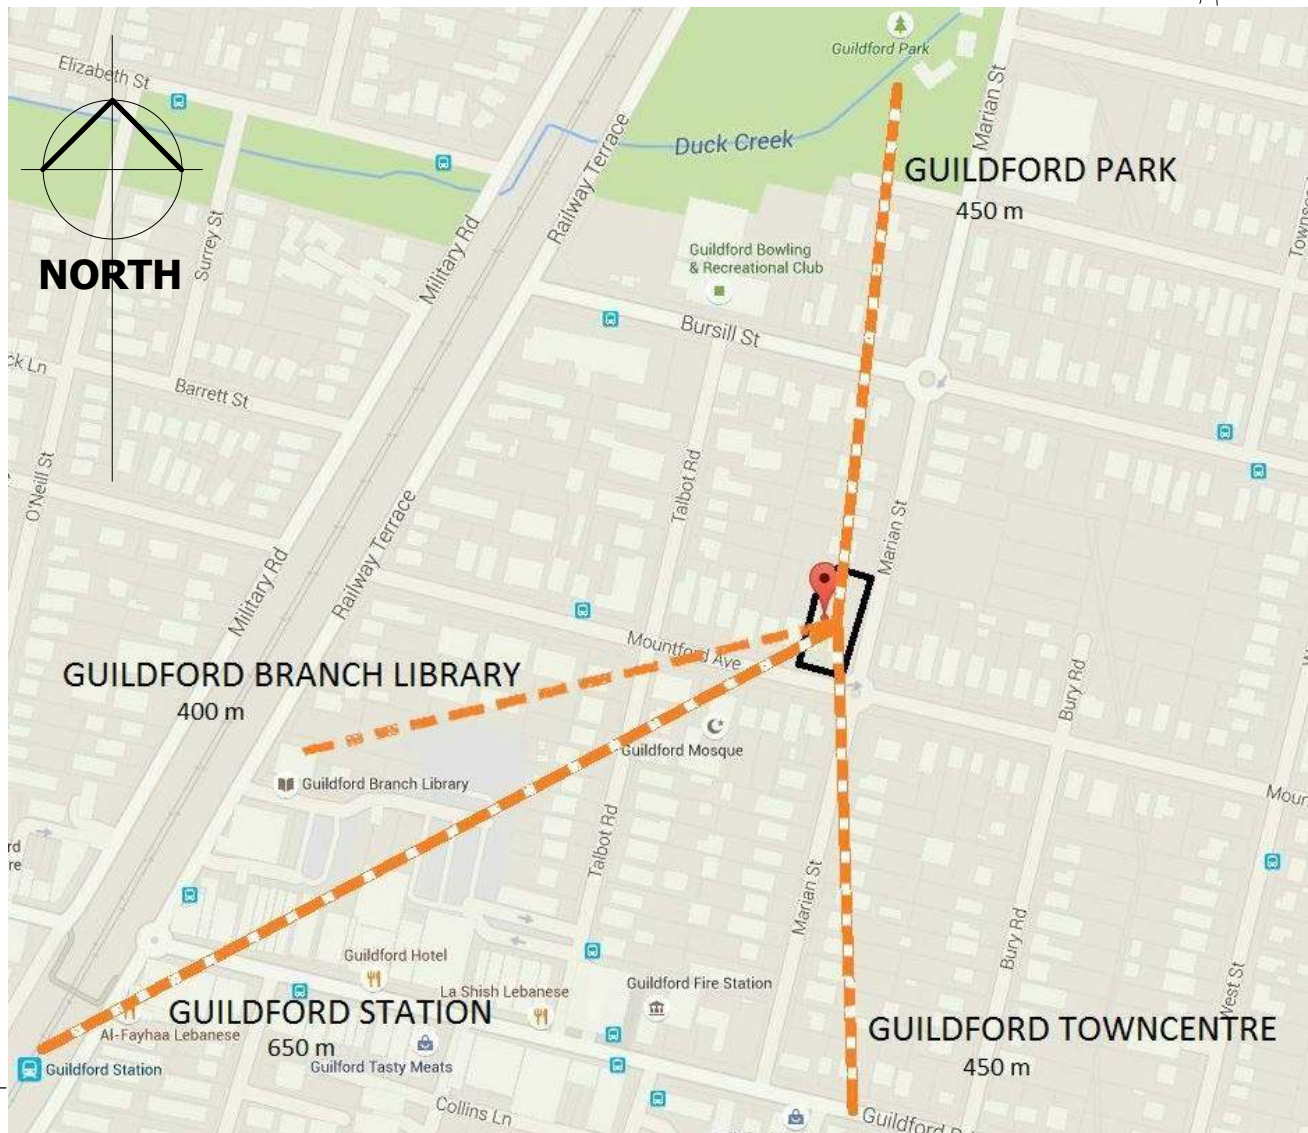 Guildford Park
Elizabeth St
Marian St
Railway Terrace
Duck Creek
GUILDFORD PARK
450 m
Surrey St
Military Rd
Guildford Bowling
& Recreational Club
NORTH
Bursill St
Barrett St
Talbot Rd
O'Neill St
Marian St
Railway Terrace
Military Rd
Mountford Ave
GUILDFORD BRANCH LIBRARY
400 m
Bury Rd
Guildford Mosque
Guildford Branch Library
Talbot Rd
Marian St
Bury Rd
Guildford Hotel
La Shish Lebanese
Guildford Fire Station
West St
GUILDFORD STATION
650 m
Al-Fayhaa Lebanese
GUILDFORD TOWNCENTRE
450 m
Guildford Station
Guilford Tasty Meats
Collins Ln
Guildford